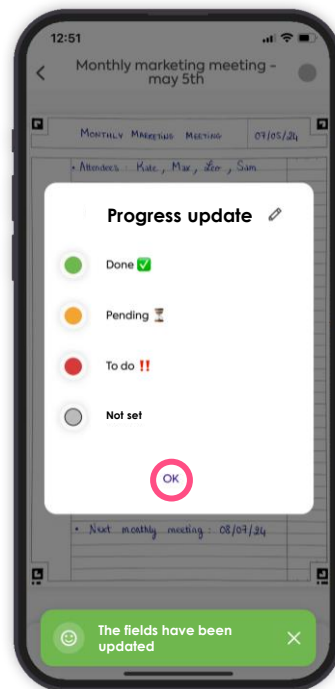 12:51
Monthly marketing meeting -
may 5th
MONTHLY MARKETING MEETING 07/05/24
• Attendees : Kate, Max, Leo, Sam
Progress update
Done ✅
Pending ⏳
To do ‼️
Not set
OK
• Next monthly meeting : 08/07/24
The fields have been
updated